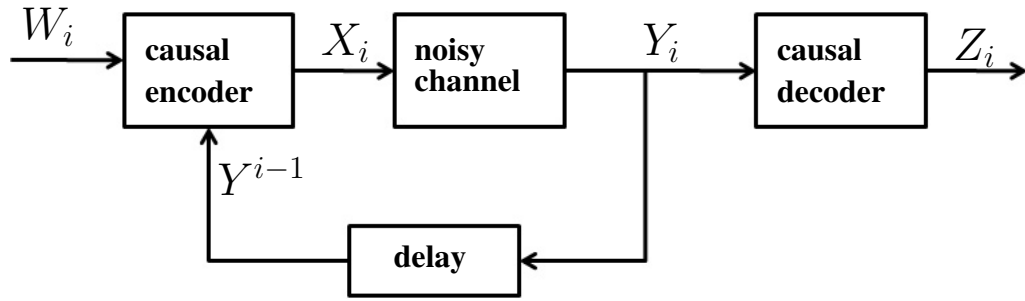 W_i
causal
encoder
X_i
noisy
channel
Y_i
causal
decoder
Z_i
Y^{i-1}
delay